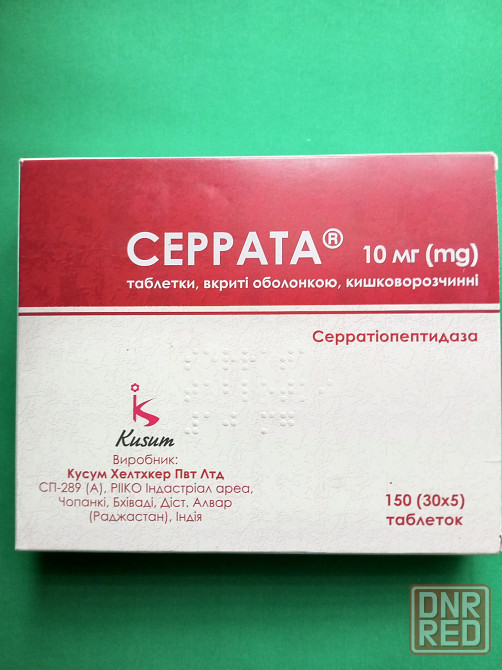 СЕРРАТА® 10 мг (mg)
таблетки, вкриті оболонкою, кишковорозчинні
Серратіопептидаза
Kusum
Виробник:
Кусум Хелтхкер Пвт Лтд
СП-289 (А), РІІКО Індастріал ареа,
Чопанкі, Бхіваді, Діст. Алвар
(Раджастан), Індія
150 (30х5)
таблеток
DNR
RED